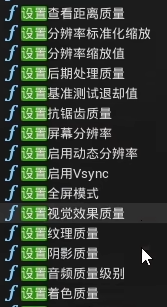 设置查看距离质量
设置分辨率标准化缩放
设置分辨率缩放值
设置后期处理质量
设置基准测试退却值
设置抗锯齿质量
设置屏幕分辨率
设置启用动态分辨率
设置启用Vsync
设置全屏模式
设置视觉效果质量
设置纹理质量
设置阴影质量
设置音频质量级别
设置着色质量